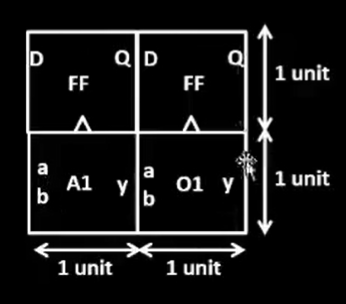 D Q D Q
FF FF
1 unit
a A1 y a O1 y
b b
1 unit
1 unit 1 unit